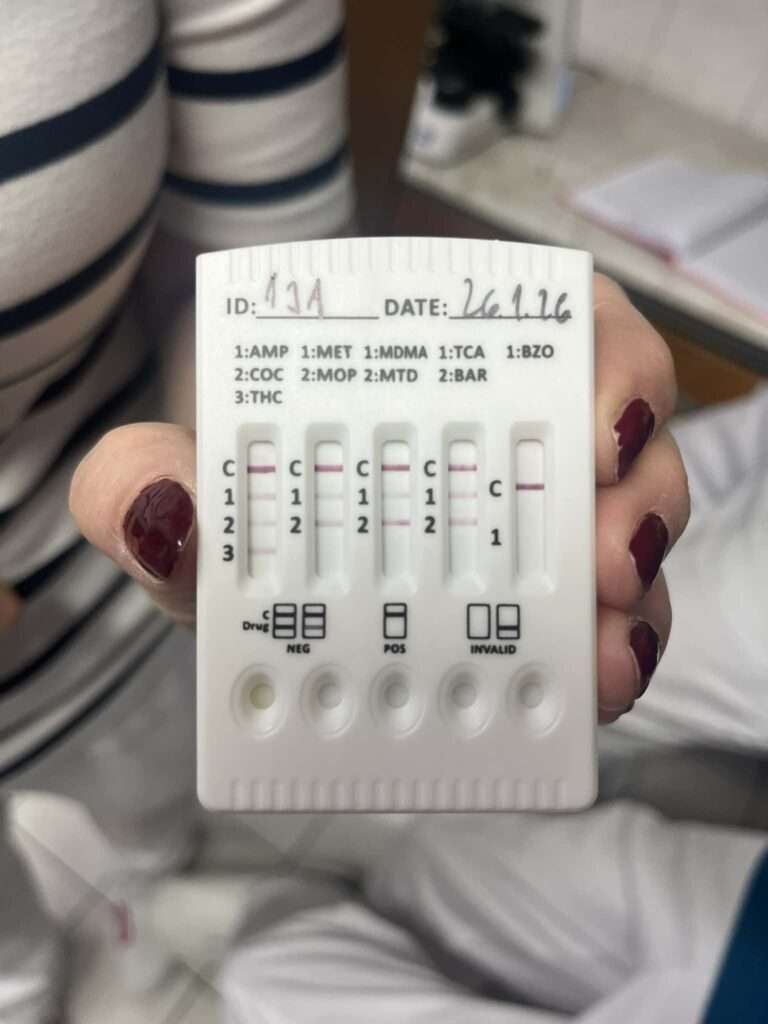 ID: 131 DATE: 26.1.26
1:AMP 1:MET 1:MDMA 1:TCA 1:BZO
2:COC 2:MOP 2:MTD 2:BAR
3:THC
C C C C C
1 1 1 1
2 2 2 2 1
3
C
Drug
NEG POS INVALID